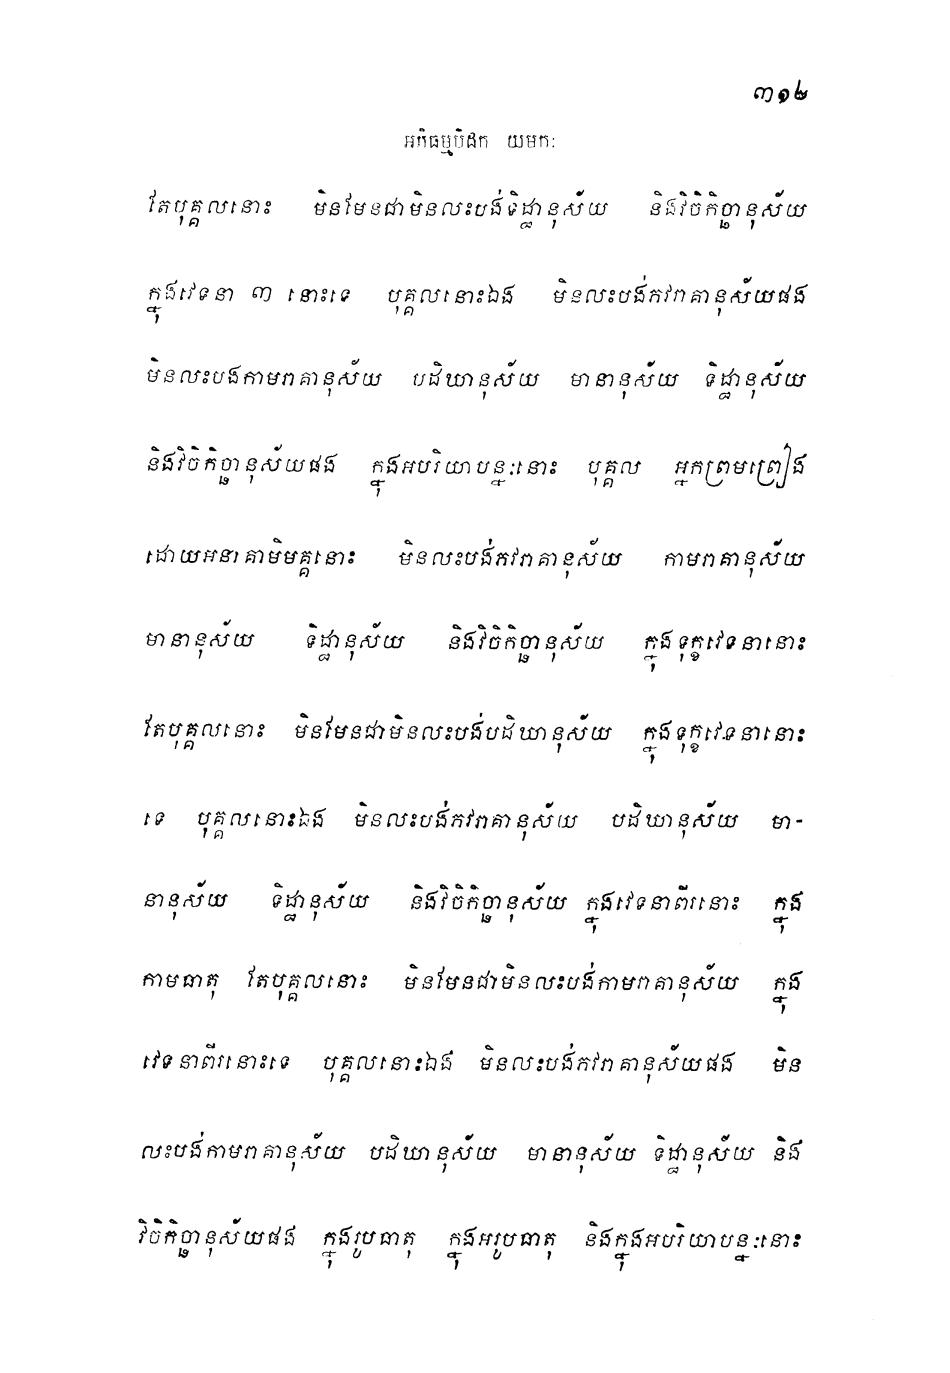 ៣១២
អភិធម្មបិដក យមកៈ
តែបុគ្គលនោះ មិនមែនជាមិនលះបង់ទិដ្ឋានុស័យ និងវិចិកិច្ឆានុស័យ
ក្នុងវេទនា ៣ នោះទេ បុគ្គលនោះឯង មិនលះបង់ភវរាគានុស័យផង
មិនលះបងកាមរាគានុស័យ បដិឃានុស័យ មានានុស័យ ទិដ្ឋានុស័យ
និងវិចិកិច្ឆានុស័យផង ក្នុងអបរិយាបន្នៈនោះ បុគ្គល អ្នកព្រមព្រៀង
ដោយអនាគាមិមគ្គនោះ មិនលះបង់ភវរាគានុស័យ កាមរាគានុស័យ
មានានុស័យ ទិដ្ឋានុស័យ និងវិចិកិច្ឆានុស័យ ក្នុងទុក្ខវេទនានោះ
តែបុគ្គលនោះ មិនមែនជាមិនលះបង់បដិឃានុស័យ ក្នុងទុក្ខវេទនានោះ
ទេ បុគ្គលនោះឯង មិនលះបង់ភវរាគានុស័យ បដិឃានុស័យ មា-
នានុស័យ ទិដ្ឋានុស័យ និងវិចិកិច្ឆានុស័យ ក្នុងវេទនាពីរនោះ ក្នុង
កាមធាតុ តែបុគ្គលនោះ មិនមែនជាមិនលះបង់កាមរាគានុស័យ ក្នុង
វេទនាពីរនោះទេ បុគ្គលនោះឯង មិនលះបង់ភវរាគានុស័យផង មិន
លះបង់កាមរាគានុស័យ បដិឃានុស័យ មានានុស័យ ទិដ្ឋានុស័យ និង
វិចិកិច្ឆានុស័យផង ក្នុងរូបធាតុ ក្នុងអរូបធាតុ និងក្នុងអបរិយាបន្នៈនោះ